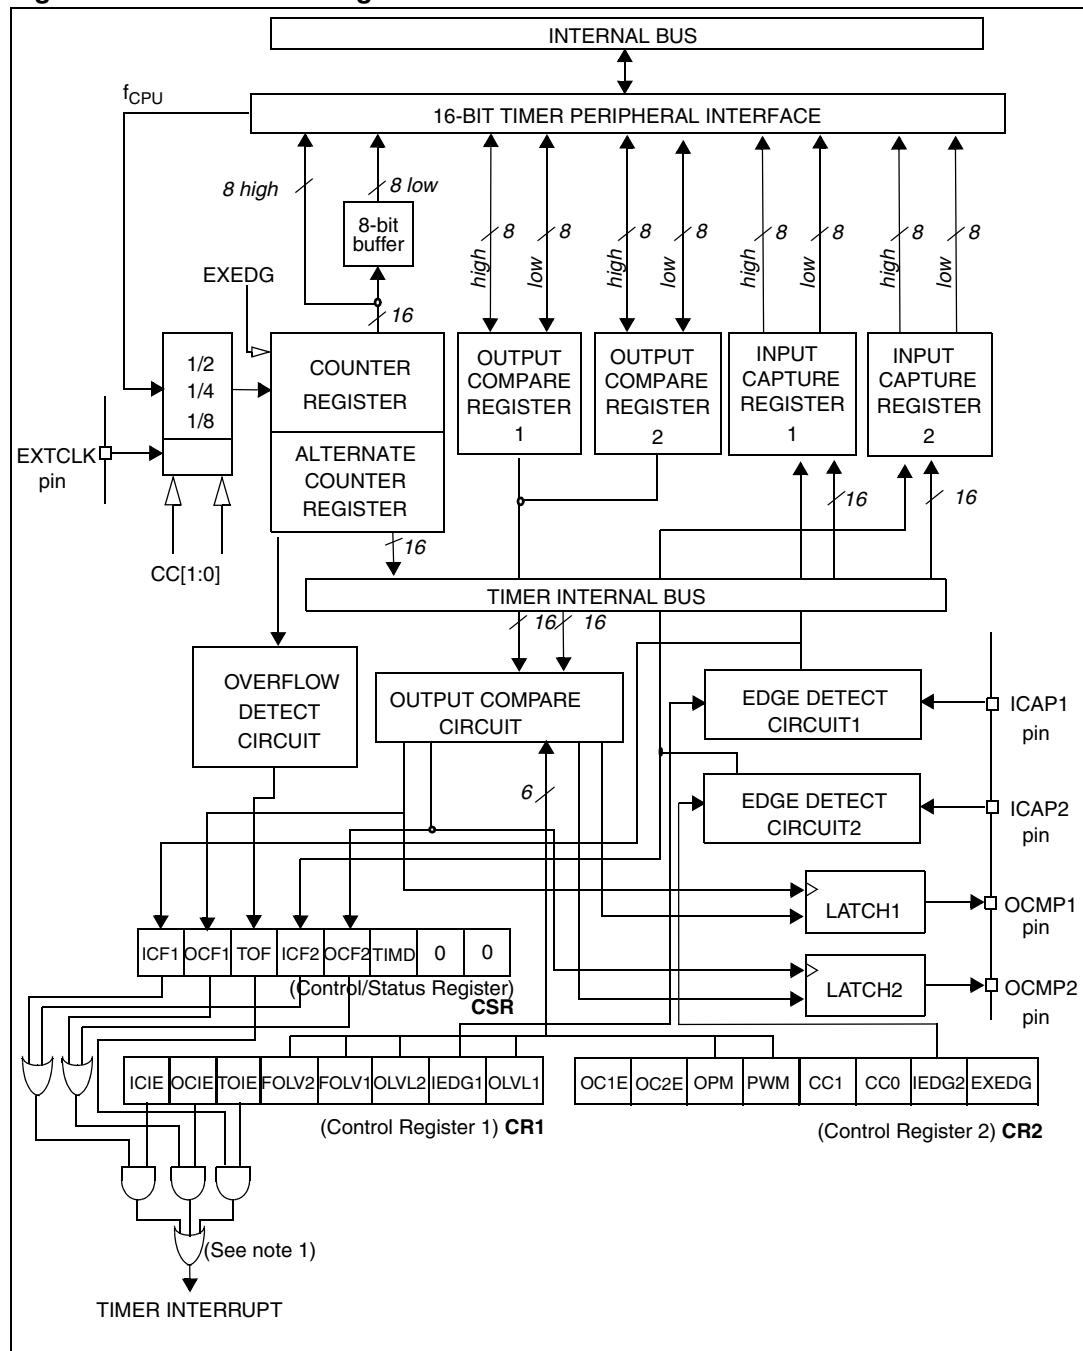 INTERNAL BUS
fCPU
16-BIT TIMER PERIPHERAL INTERFACE
8 high
8 low
8-bit
buffer
high
8
low
8
high
8
low
8
high
8
low
8
high
8
low
8
EXEDG
16
1/2
1/4
1/8
COUNTER
REGISTER
ALTERNATE
COUNTER
REGISTER
OUTPUT
COMPARE
REGISTER
1
OUTPUT
COMPARE
REGISTER
2
INPUT
CAPTURE
REGISTER
1
INPUT
CAPTURE
REGISTER
2
EXTCLK
pin
CC[1:0]
16
16
16
TIMER INTERNAL BUS
16
16
OVERFLOW
DETECT
CIRCUIT
OUTPUT COMPARE
CIRCUIT
6
EDGE DETECT
CIRCUIT1
ICAP1
pin
EDGE DETECT
CIRCUIT2
ICAP2
pin
LATCH1
OCMP1
pin
LATCH2
OCMP2
pin
ICF1 OCF1 TOF ICF2 OCF2 TIMD 0 0
(Control/Status Register)
CSR
ICIE OCIE TOIE FOLV2 FOLV1 OLVL2 IEDG1 OLVL1
(Control Register 1) CR1
OC1E OC2E OPM PWM CC1 CC0 IEDG2 EXEDG
(Control Register 2) CR2
(See note 1)
TIMER INTERRUPT